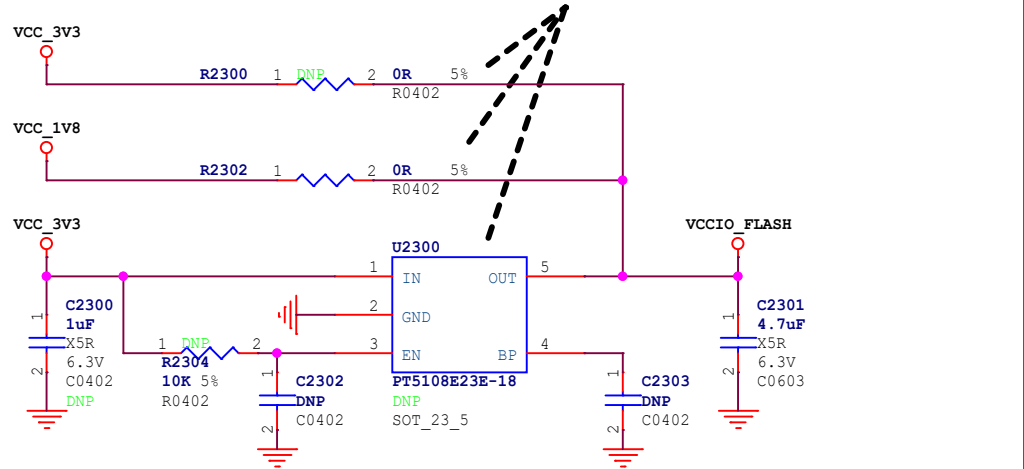 VCC_3V3
R2300 1 DNP 2 0R 5%
R0402
VCC_1V8
R2302 1 2 0R 5%
R0402
VCC_3V3
VCCIO_FLASH
U2300
1 IN OUT 5
2 GND
3 EN BP 4
PT5108E23E-18
DNP
SOT_23_5
C2300
1uF
X5R
6.3V
C0402
DNP
1
2
1 DNP 2
R2304
10K 5%
R0402
C2302
DNP
C0402
1
2
C2303
DNP
C0402
1
2
C2301
4.7uF
X5R
6.3V
C0603
1
2